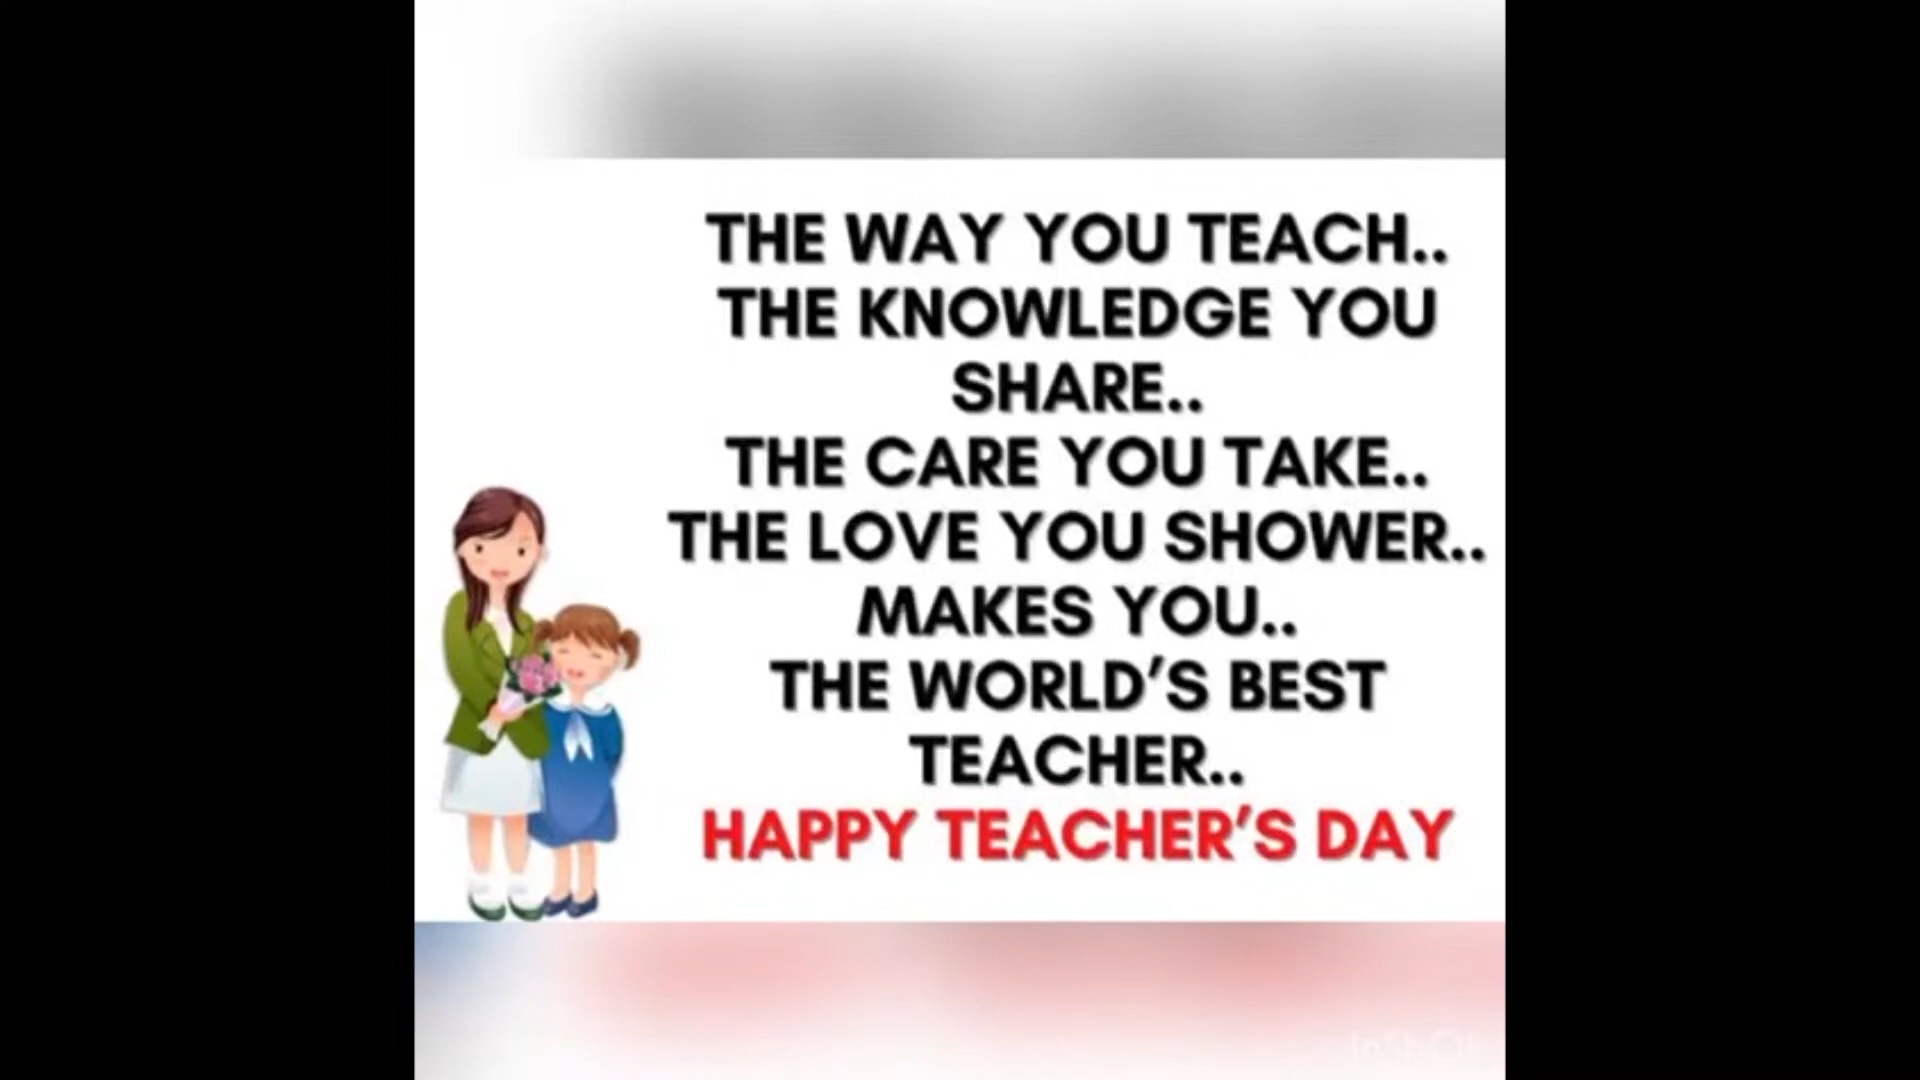 THE WAY YOU TEACH..
THE KNOWLEDGE YOU
SHARE..
THE CARE YOU TAKE..
THE LOVE YOU SHOWER..
MAKES YOU..
THE WORLD'S BEST
TEACHER..
HAPPY TEACHER'S DAY